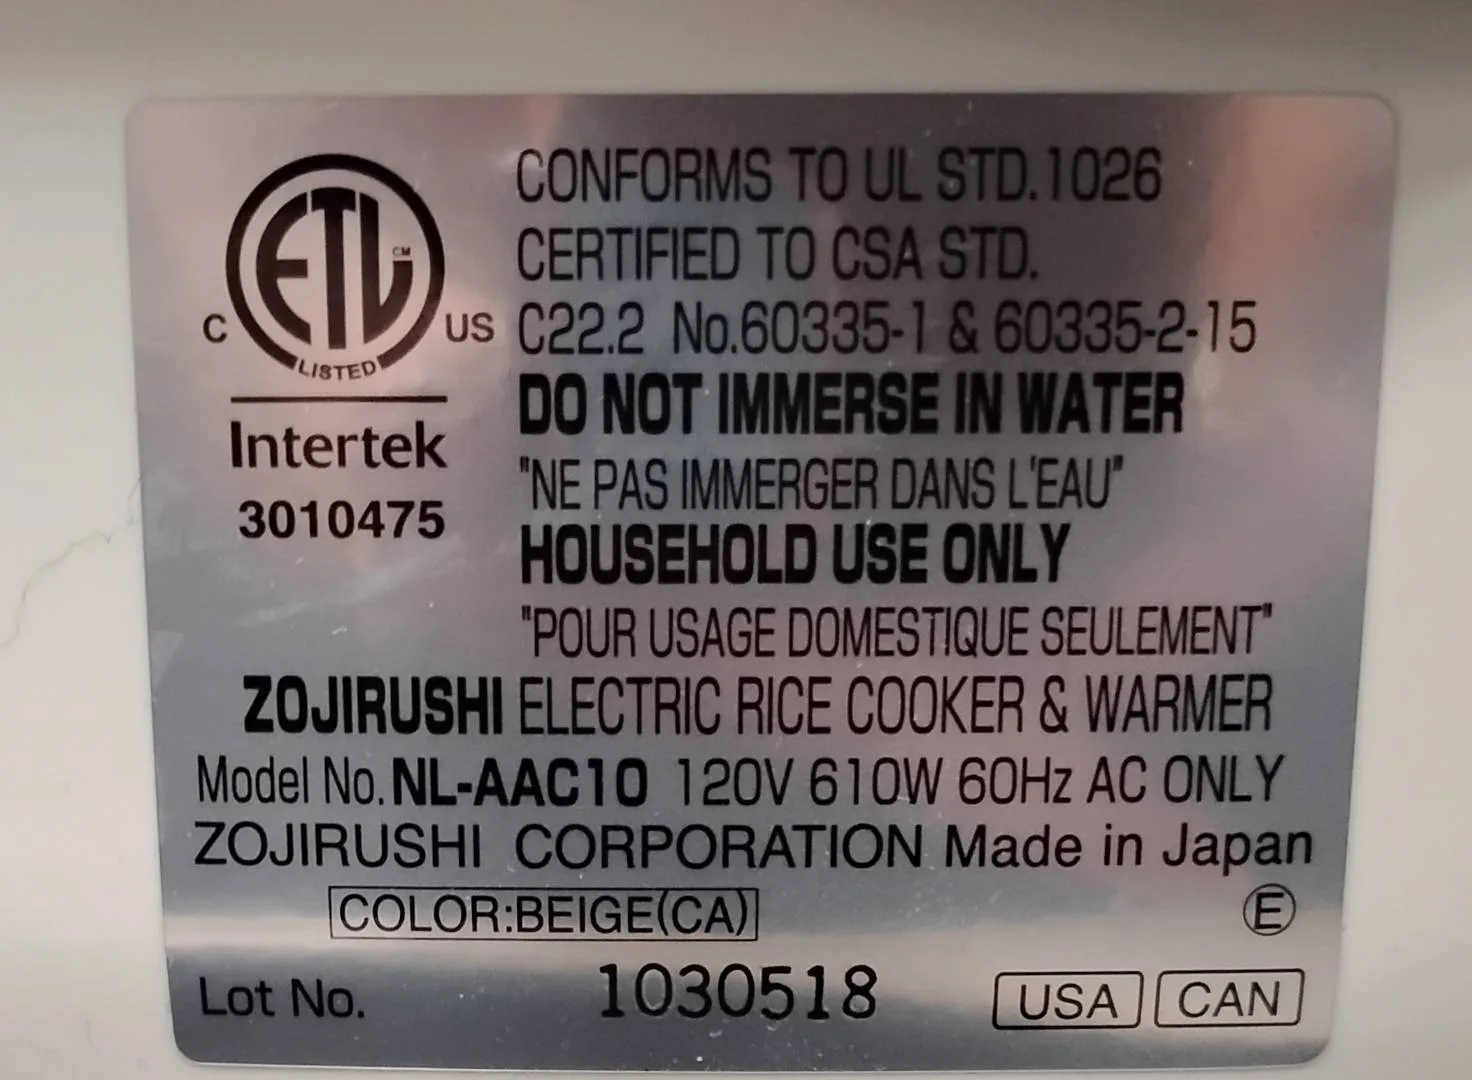 ETL CM
C US
LISTED
Intertek
3010475
CONFORMS TO UL STD.1026
CERTIFIED TO CSA STD.
C22.2 No.60335-1 & 60335-2-15
DO NOT IMMERSE IN WATER
"NE PAS IMMERGER DANS L'EAU"
HOUSEHOLD USE ONLY
"POUR USAGE DOMESTIQUE SEULEMENT"
ZOJIRUSHI ELECTRIC RICE COOKER & WARMER
Model No. NL-AAC10 120V 610W 60Hz AC ONLY
ZOJIRUSHI CORPORATION Made in Japan
COLOR:BEIGE(CA) E
Lot No. 1030518 USA CAN